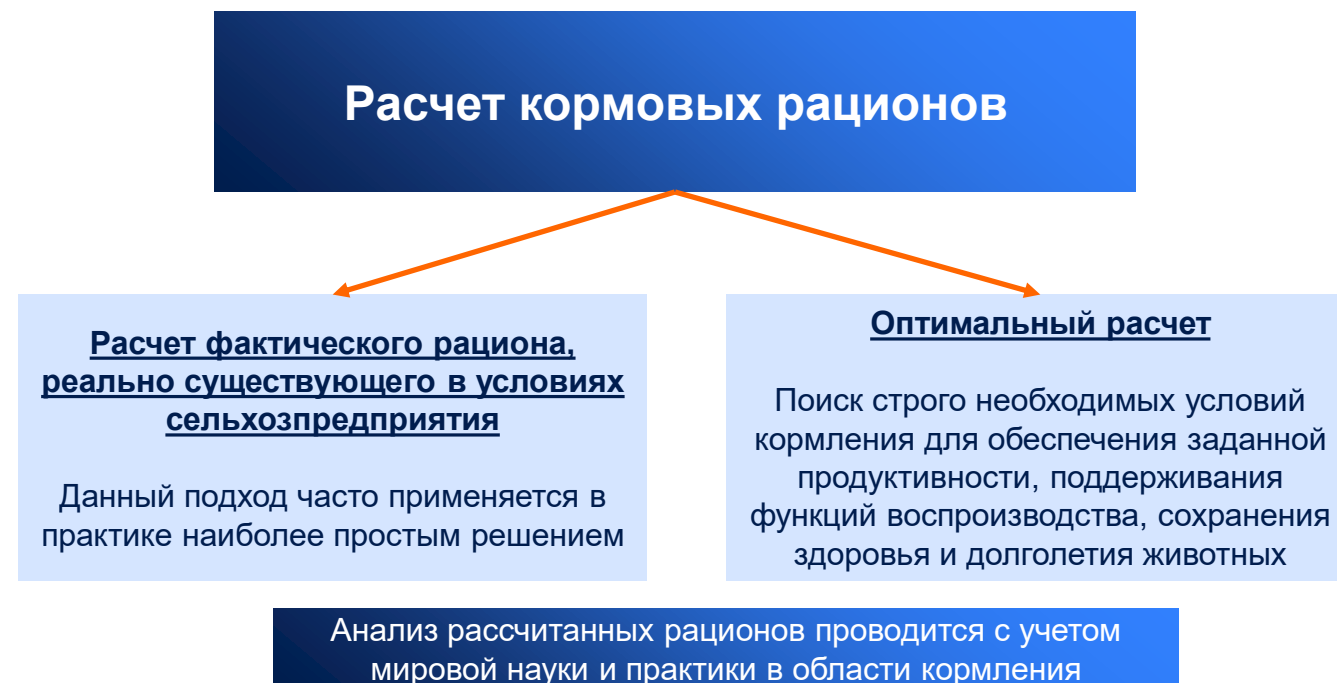 Расчет кормовых рационов
Расчет фактического рациона,
реально существующего в условиях
сельхозпредприятия
Данный подход часто применяется в
практике наиболее простым решением
Оптимальный расчет
Поиск строго необходимых условий
кормления для обеспечения заданной
продуктивности, поддерживания
функций воспроизводства, сохранения
здоровья и долголетия животных
Анализ рассчитанных рационов проводится с учетом
мировой науки и практики в области кормления